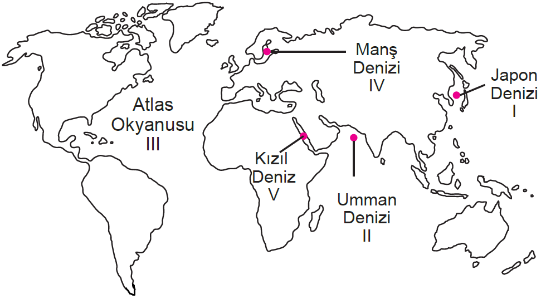 Manş
Denizi
IV
Japon
Denizi
I
Atlas
Okyanusu
III
Kızıl
Deniz
V
Umman
Denizi
II